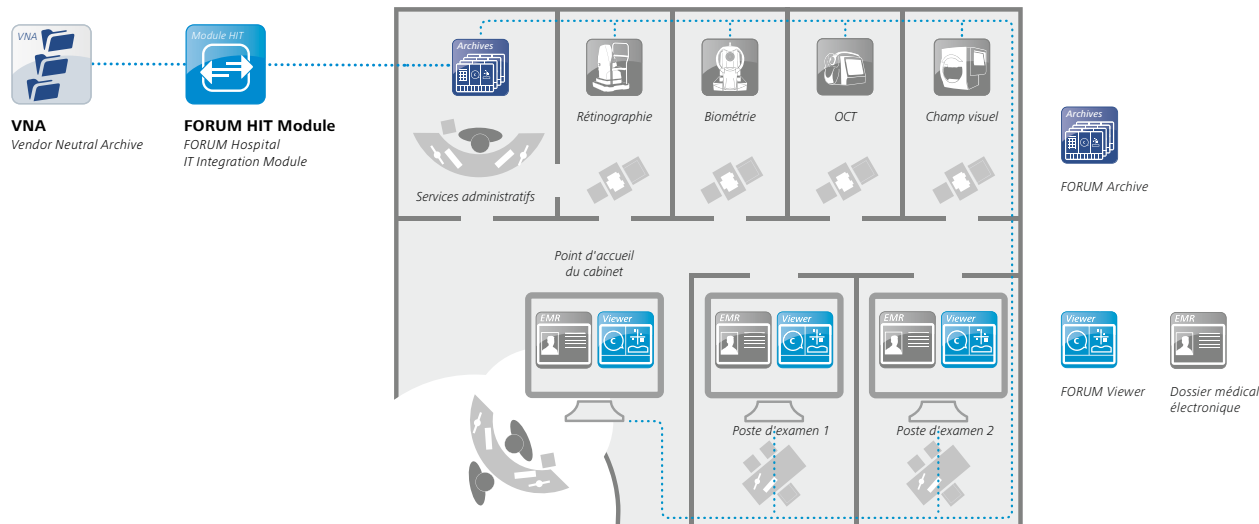 VNA
VNA
Vendor Neutral Archive
Module HIT
FORUM HIT Module
FORUM Hospital
IT Integration Module
Archives
Services administratifs
Rétinographie
Biométrie
OCT
Champ visuel
Archives
FORUM Archive
Point d'accueil
du cabinet
EMR
Viewer
C
EMR
Viewer
C
EMR
Viewer
C
Poste d'examen 1
Poste d'examen 2
Viewer
C
FORUM Viewer
EMR
Dossier médical
électronique